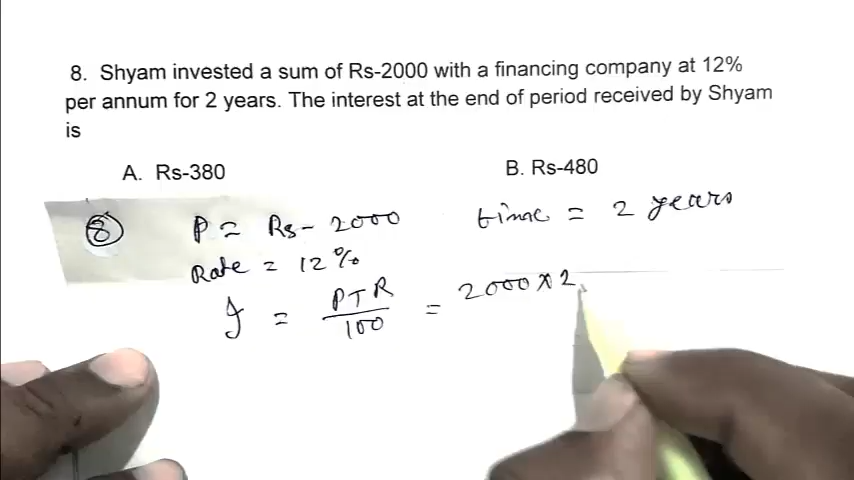 8. Shyam invested a sum of Rs-2000 with a financing company at 12%
per annum for 2 years. The interest at the end of period received by Shyam
is
A. Rs-380 B. Rs-480
8 P = Rs- 2000 time = 2 years
Rate = 12%
I = PTR/100 = 2000 x 2